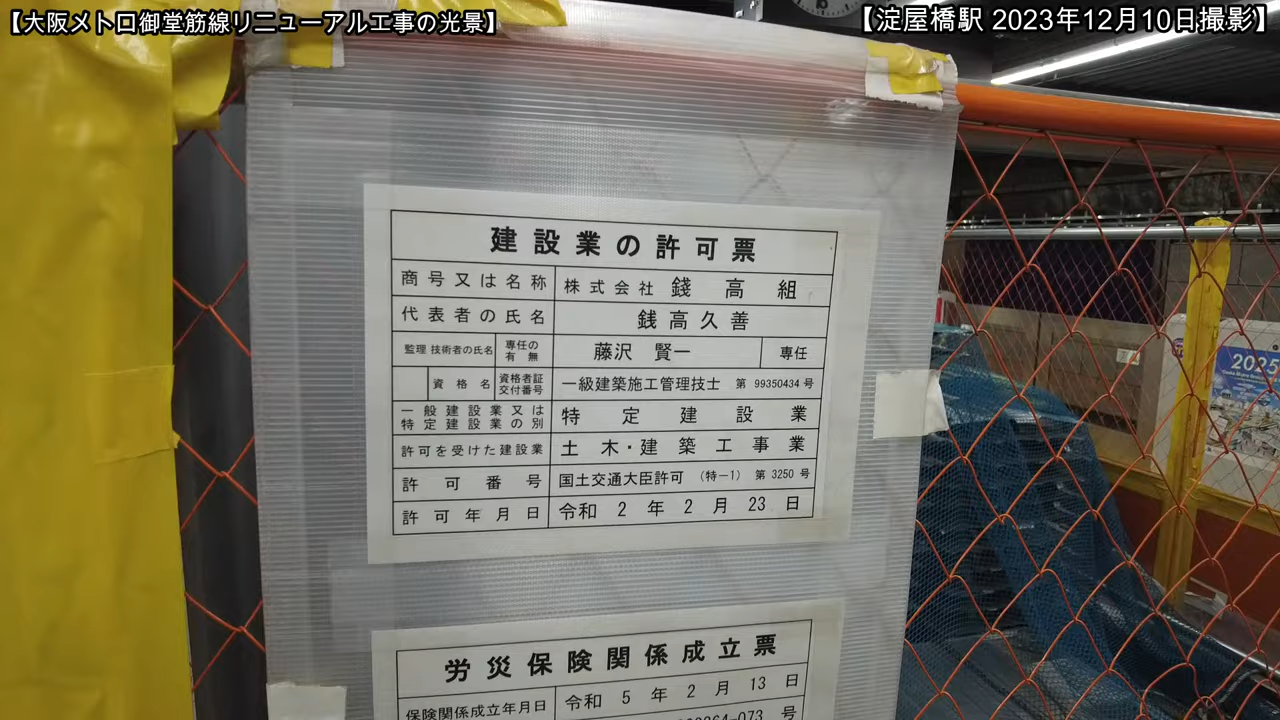 【大阪メトロ御堂筋線リニューアル工事の光景】
【淀屋橋駅 2023年12月10日撮影】
建設業の許可票
商号又は名称 株式会社 錢高組
代表者の氏名 銭高久善
監理 技術者の氏名 専任の有無 藤沢 賢一 専任
資格名 資格者証交付番号 一級建築施工管理技士 第 99350434 号
一般建設業又は特定建設業の別 特定建設業
許可を受けた建設業 土木・建築工事業
許可番号 国土交通大臣許可 (特-1) 第 3250 号
許可年月日 令和 2 年 2 月 23 日
労災保険関係成立票
保険関係成立年月日 令和 5 年 2 月 13 日
-073 号
2025